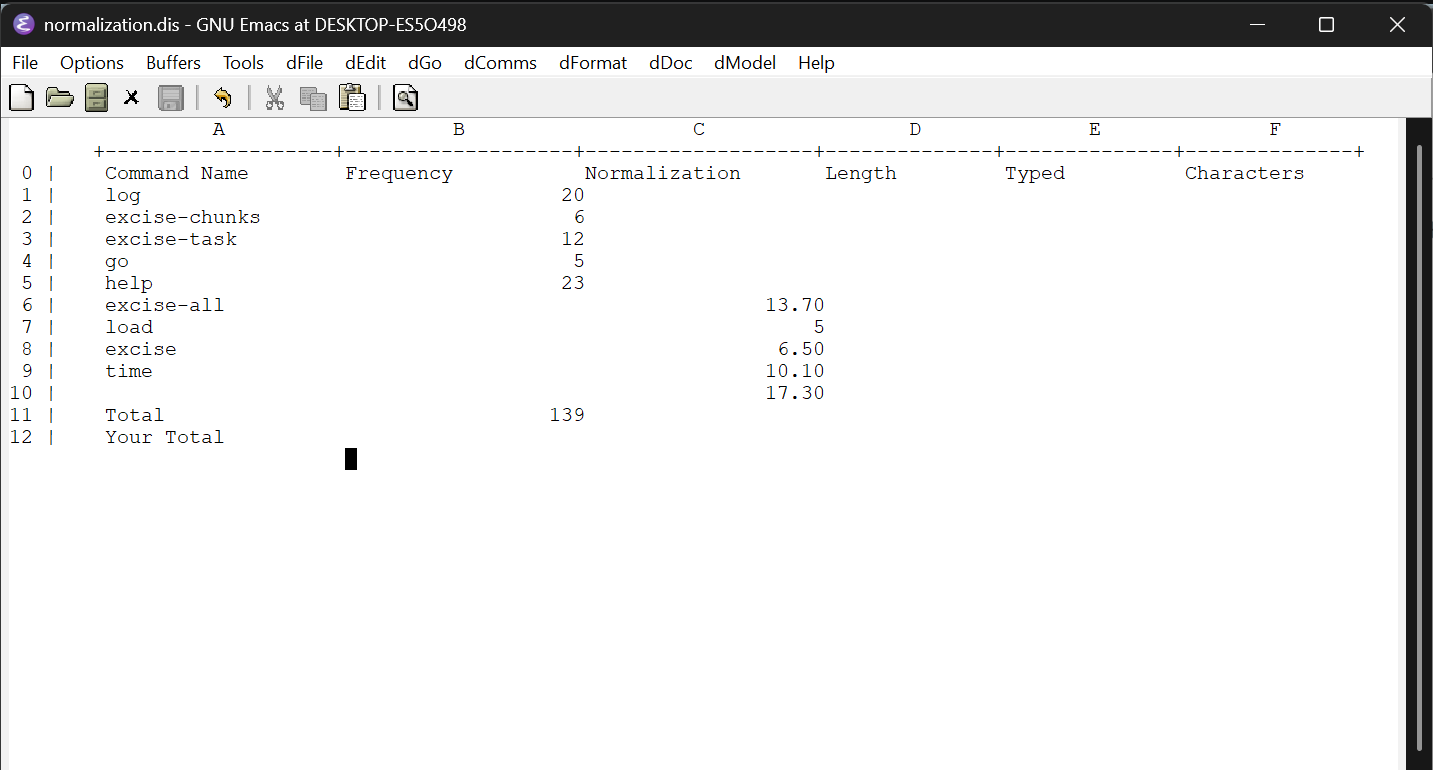 normalization.dis - GNU Emacs at DESKTOP-ES5O498
File Options Buffers Tools dFile dEdit dGo dComms dFormat dDoc dModel Help
A B C D E F
+-------------------+-------------------+-------------------+--------------+--------------+--------------+
0 | Command Name Frequency Normalization Length Typed Characters
1 | log 20
2 | excise-chunks 6
3 | excise-task 12
4 | go 5
5 | help 23
6 | excise-all 13.70
7 | load 5
8 | excise 6.50
9 | time 10.10
10 | 17.30
11 | Total 139
12 | Your Total